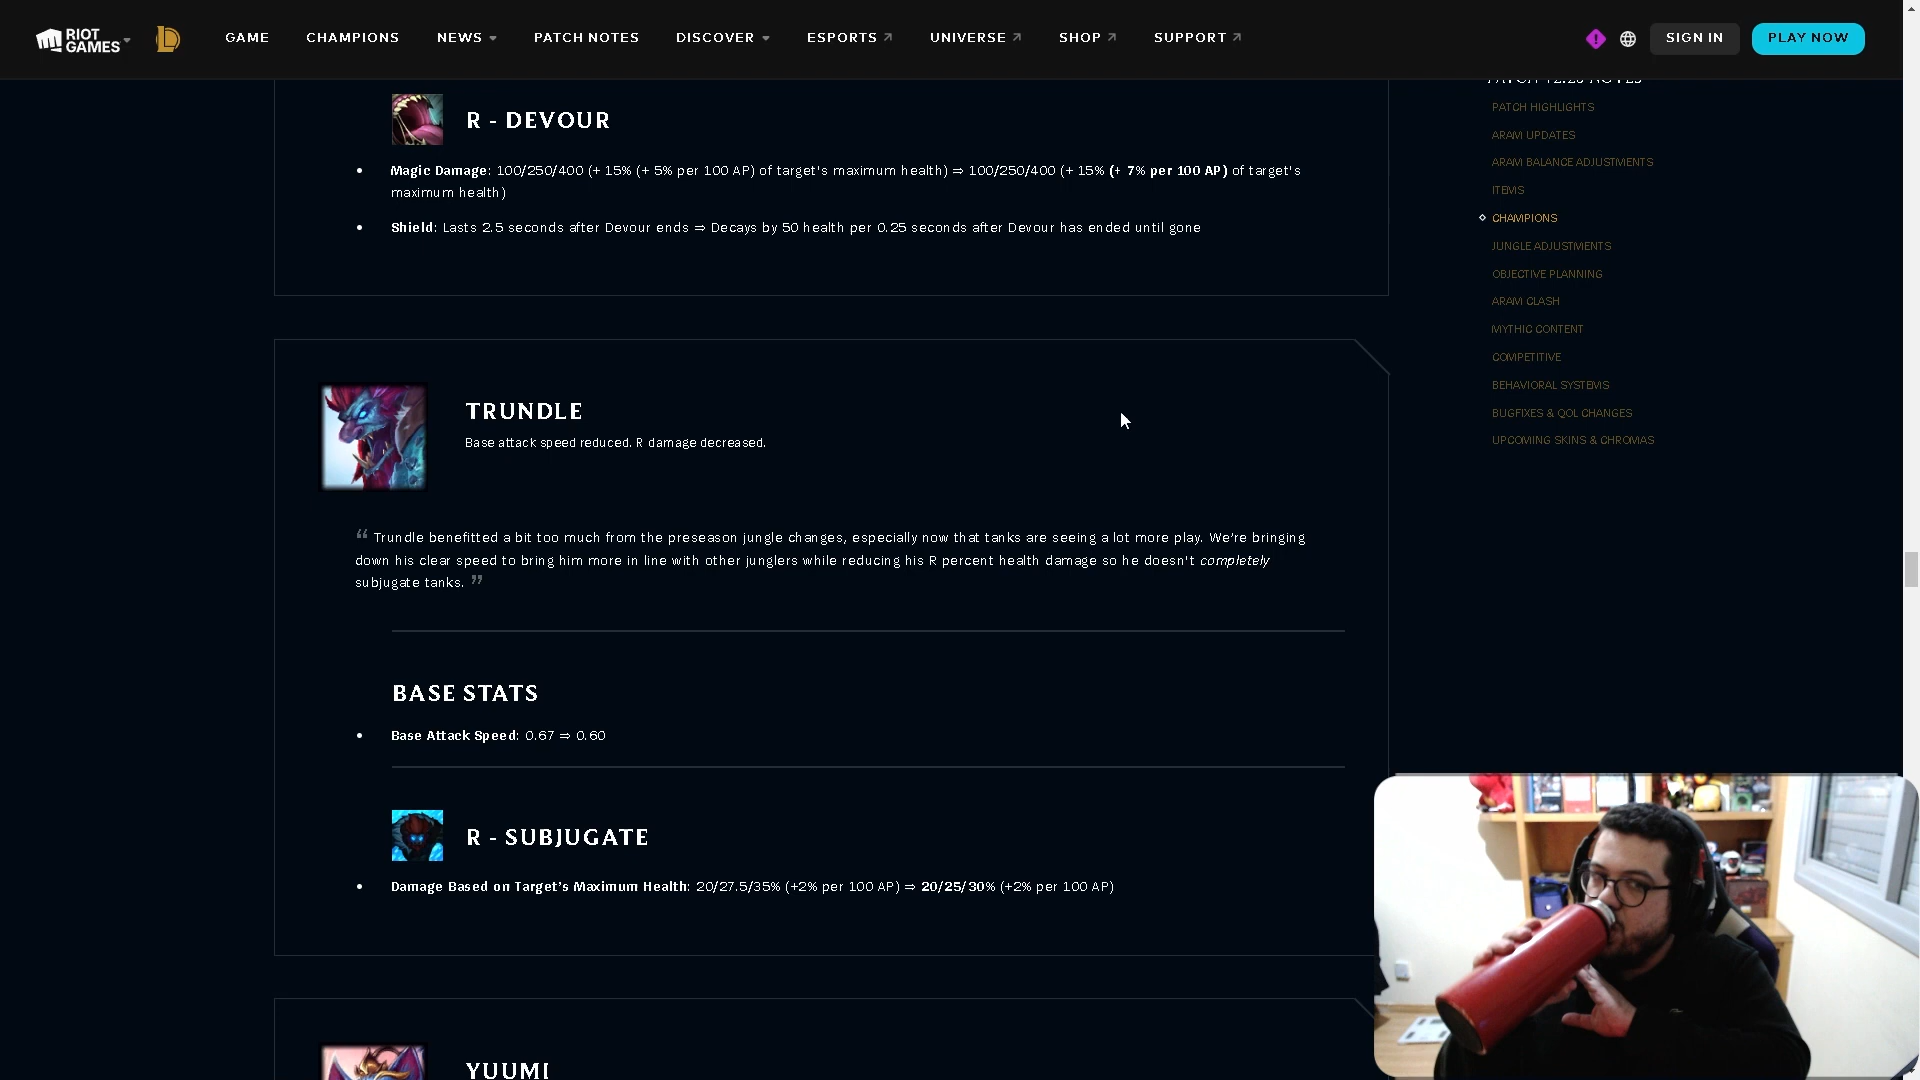 RIOT GAMES
GAME CHAMPIONS NEWS PATCH NOTES DISCOVER ESPORTS UNIVERSE SHOP SUPPORT SIGN IN PLAY NOW
R - DEVOUR
• Magic Damage: 100/250/400 (+ 15% (+ 5% per 100 AP) of target's maximum health) ⇒ 100/250/400 (+ 15% (+ 7% per 100 AP) of target's
maximum health)
• Shield: Lasts 2.5 seconds after Devour ends ⇒ Decays by 50 health per 0.25 seconds after Devour has ended until gone
TRUNDLE
Base attack speed reduced. R damage decreased.
“ Trundle benefitted a bit too much from the preseason jungle changes, especially now that tanks are seeing a lot more play. We’re bringing
down his clear speed to bring him more in line with other junglers while reducing his R percent health damage so he doesn't completely
subjugate tanks. ”
BASE STATS
• Base Attack Speed: 0.67 ⇒ 0.60
R - SUBJUGATE
• Damage Based on Target’s Maximum Health: 20/27.5/35% (+2% per 100 AP) ⇒ 20/25/30% (+2% per 100 AP)
YUUMI
NOTES
PATCH HIGHLIGHTS
ARAM UPDATES
ARAM BALANCE ADJUSTMENTS
ITEMS
CHAMPIONS
JUNGLE ADJUSTMENTS
OBJECTIVE PLANNING
ARAM CLASH
MYTHIC CONTENT
COMPETITIVE
BEHAVIORAL SYSTEMS
BUGFIXES & QOL CHANGES
UPCOMING SKINS & CHROMAS